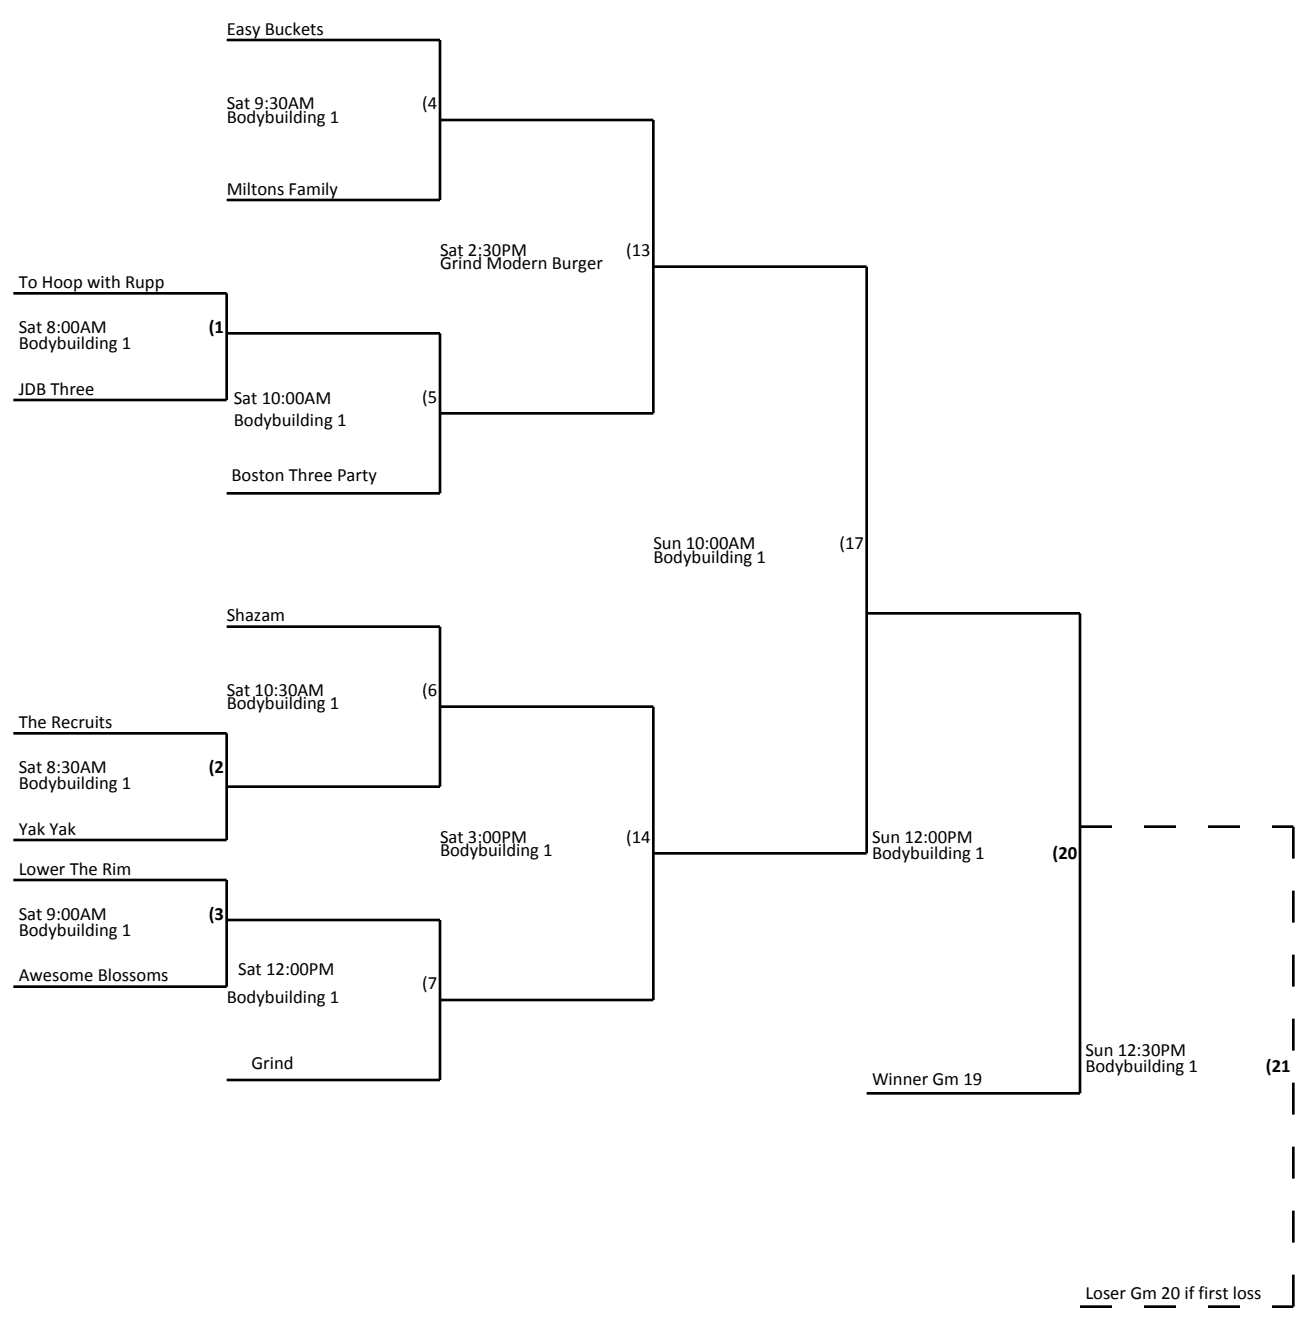 Easy Buckets
Sat 9:30AM (4
Bodybuilding 1
Miltons Family
Sat 2:30PM (13
Grind Modern Burger
To Hoop with Rupp
Sat 8:00AM (1
Bodybuilding 1
JDB Three
Sat 10:00AM (5
Bodybuilding 1
Boston Three Party
Sun 10:00AM (17
Bodybuilding 1
Shazam
Sat 10:30AM (6
Bodybuilding 1
The Recruits
Sat 8:30AM (2
Bodybuilding 1
Yak Yak
Sat 3:00PM (14
Bodybuilding 1
Sun 12:00PM
Bodybuilding 1 (20
Lower The Rim
Sat 9:00AM (3
Bodybuilding 1
Awesome Blossoms
Sat 12:00PM (7
Bodybuilding 1
Grind
Sun 12:30PM
Bodybuilding 1 (21
Winner Gm 19
Loser Gm 20 if first loss